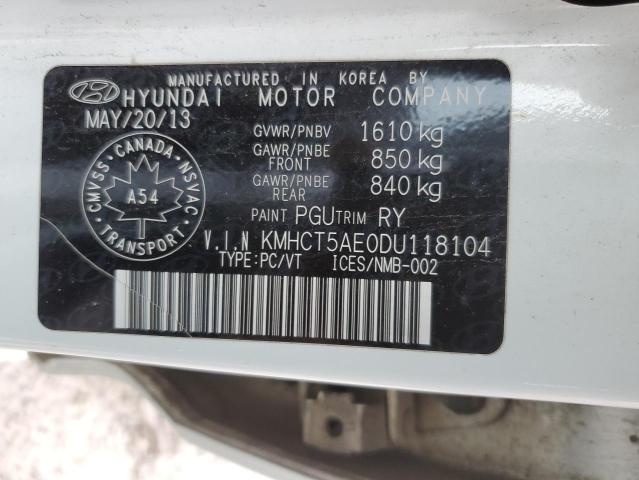 MANUFACTURED IN KOREA BY
HYUNDAI MOTOR COMPANY
MAY/20/13
GVWR/PNBV 1610 kg
GAWR/PNBE FRONT 850 kg
GAWR/PNBE REAR 840 kg
CANADA
CMVSS NSVAC
A54
TRANSPORT
PAINT PGU TRIM RY
V.I.N KMHCT5AE0DU118104
TYPE:PC/VT ICES/NMB-002